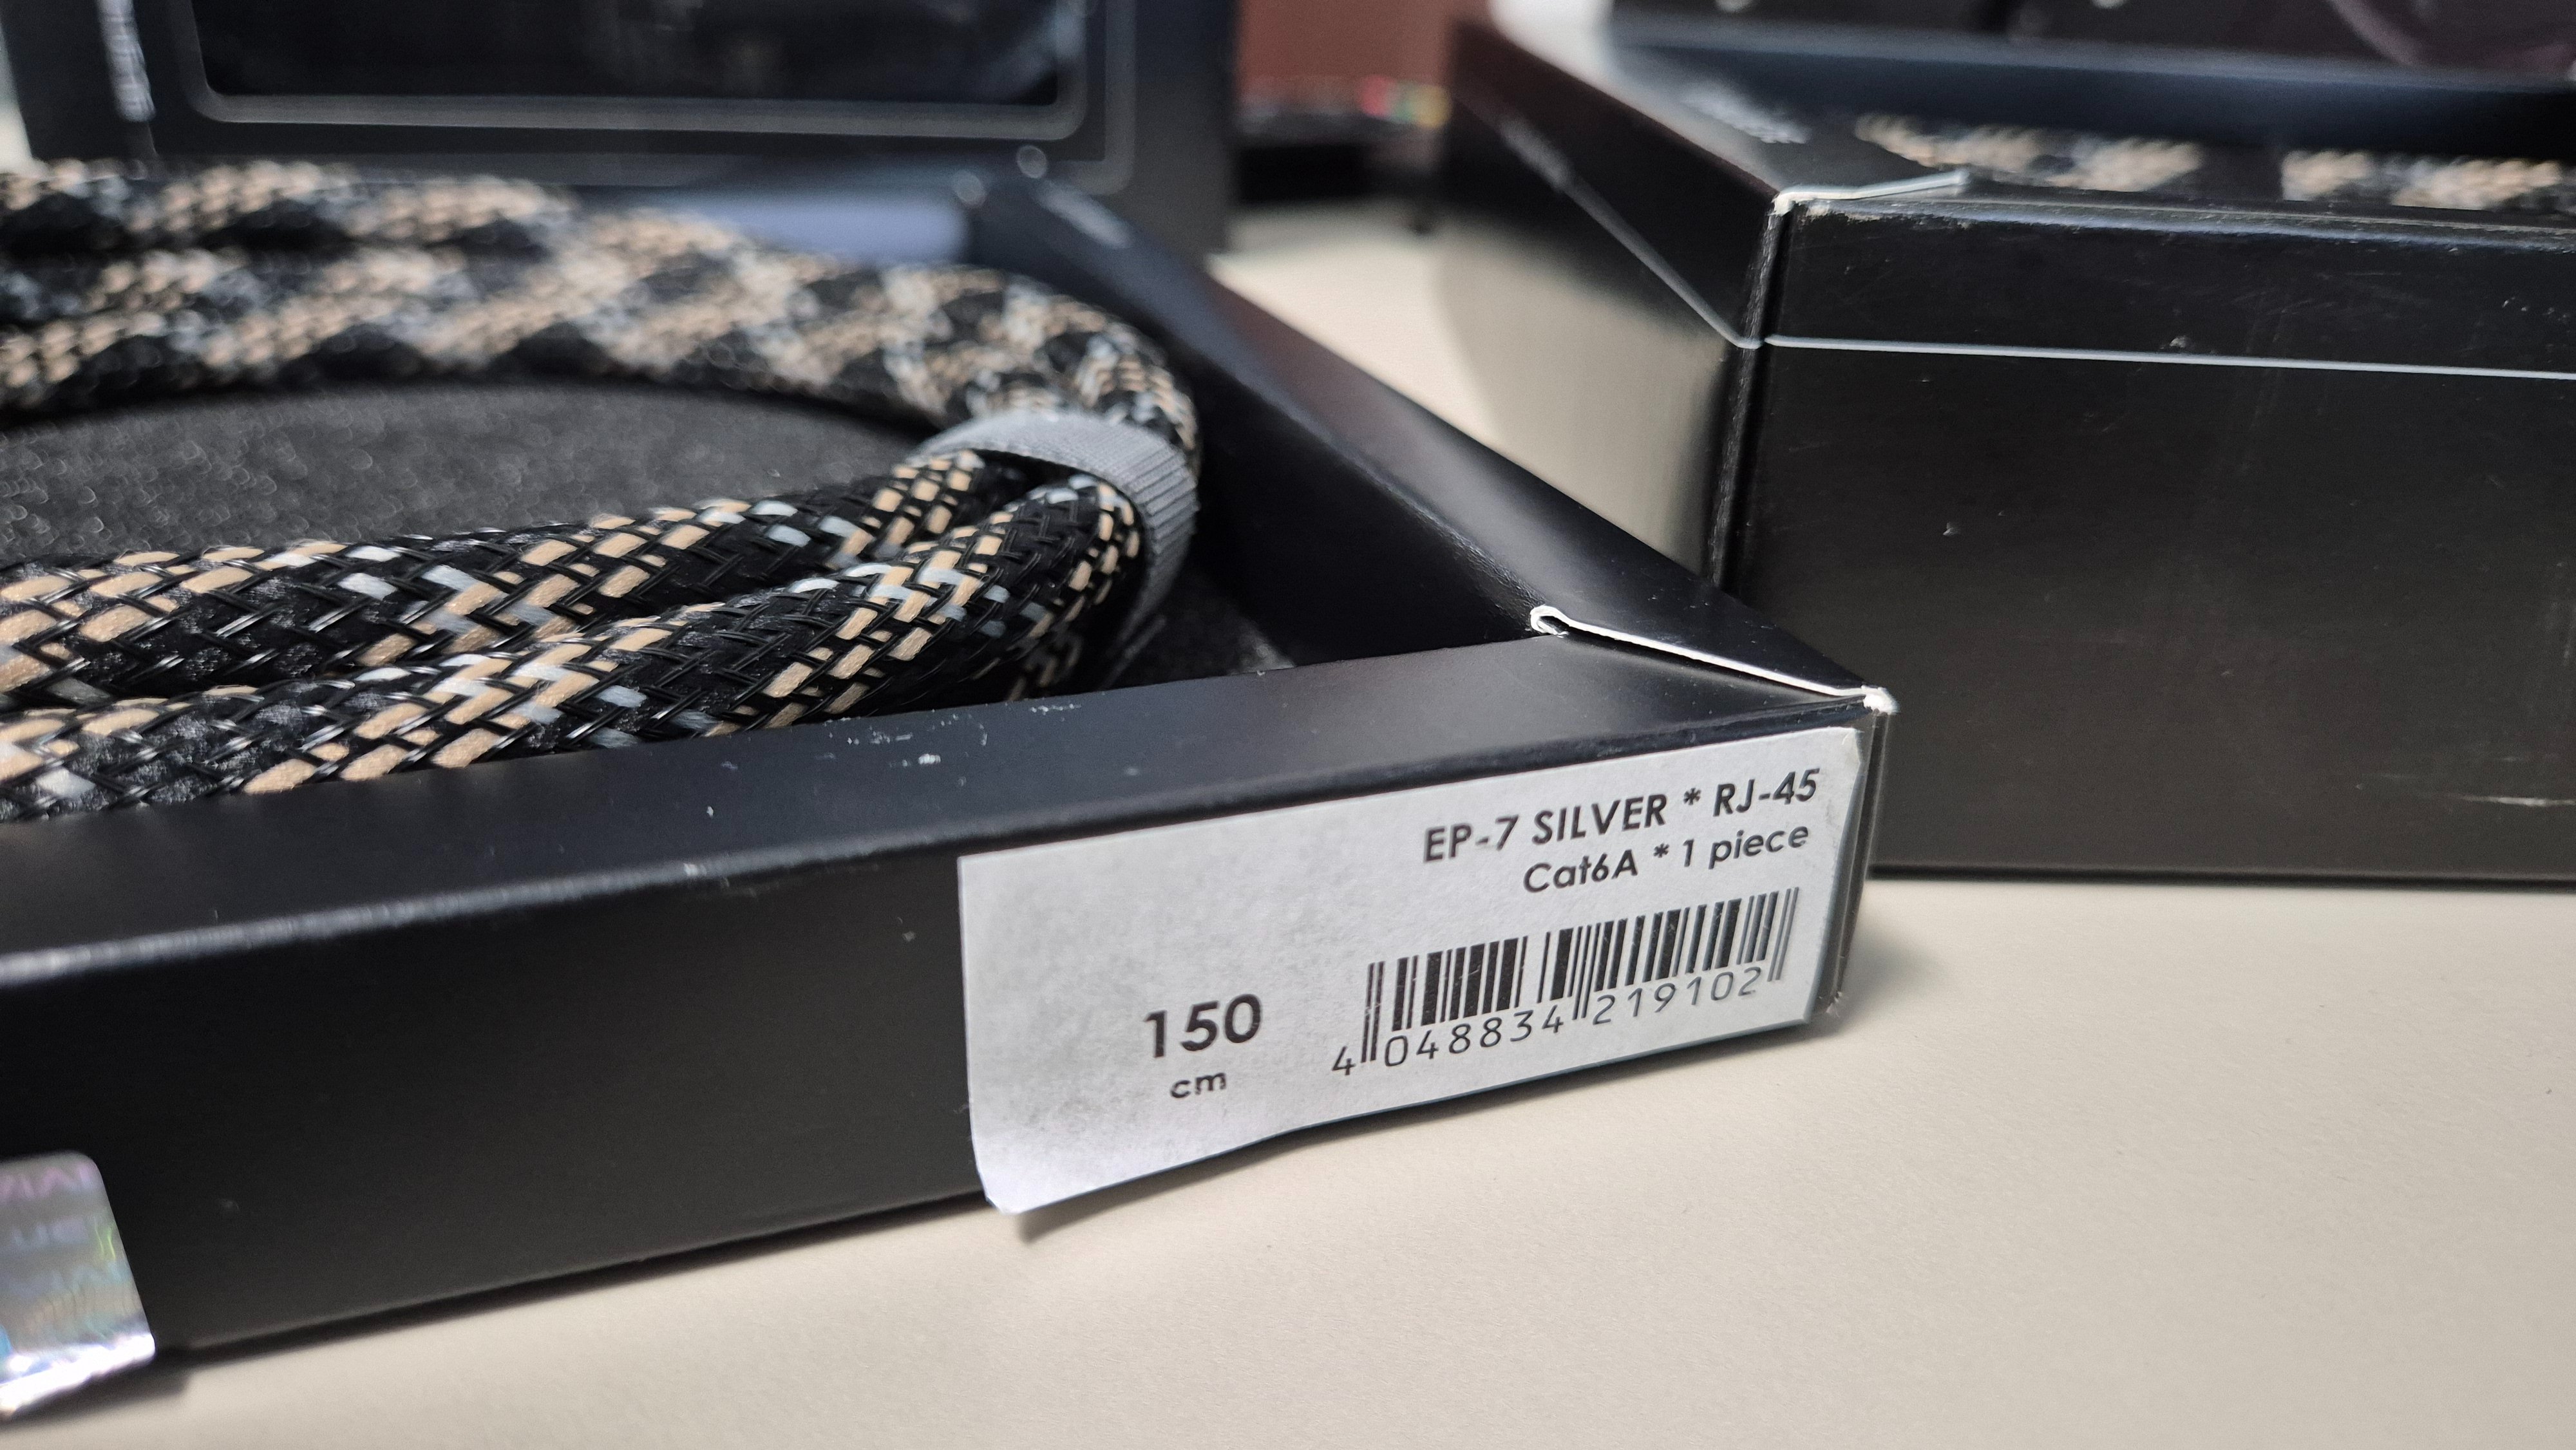 EP-7 SILVER * RJ-45
Cat6A * 1 piece
150
cm
4 048834 219102